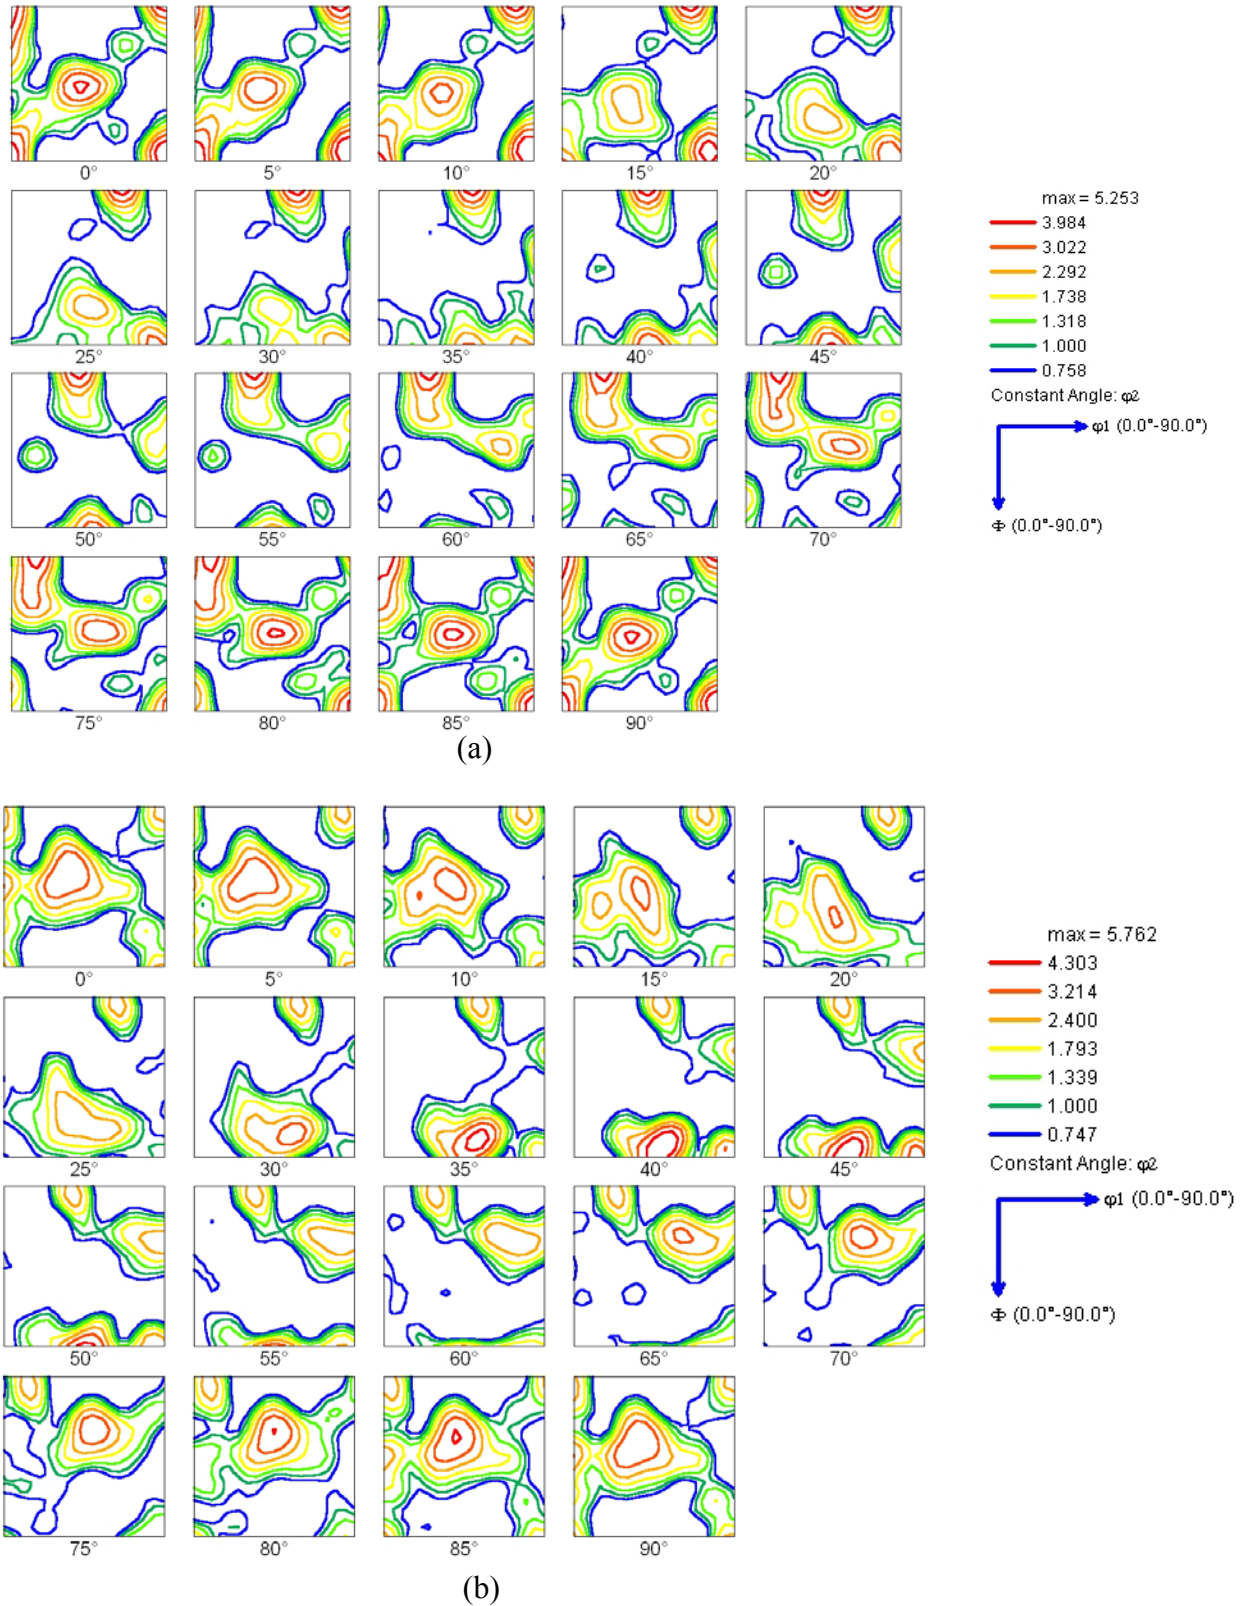 0° 5° 10° 15° 20°
25° 30° 35° 40° 45°
50° 55° 60° 65° 70°
75° 80° 85° 90°
max = 5.253
3.984
3.022
2.292
1.738
1.318
1.000
0.758
Constant Angle: φ2
φ1 (0.0°-90.0°)
Φ (0.0°-90.0°)
(a)
0° 5° 10° 15° 20°
25° 30° 35° 40° 45°
50° 55° 60° 65° 70°
75° 80° 85° 90°
max = 5.762
4.303
3.214
2.400
1.793
1.339
1.000
0.747
Constant Angle: φ2
φ1 (0.0°-90.0°)
Φ (0.0°-90.0°)
(b)